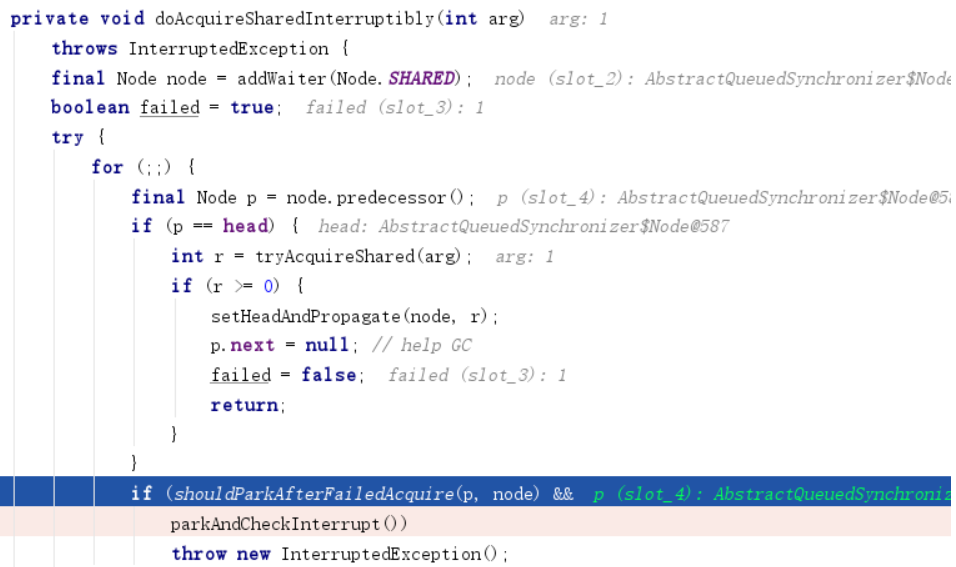 private void doAcquireSharedInterruptibly(int arg)  arg: 1
    throws InterruptedException {
    final Node node = addWaiter(Node.SHARED);  node (slot_2): AbstractQueuedSynchronizer$Node
    boolean failed = true;  failed (slot_3): 1
    try {
        for (;;) {
            final Node p = node.predecessor();  p (slot_4): AbstractQueuedSynchronizer$Node@58
            if (p == head) {  head: AbstractQueuedSynchronizer$Node@587
                int r = tryAcquireShared(arg);  arg: 1
                if (r >= 0) {
                    setHeadAndPropagate(node, r);
                    p.next = null; // help GC
                    failed = false;  failed (slot_3): 1
                    return;
                }
            }
            if (shouldParkAfterFailedAcquire(p, node) &&  p (slot_4): AbstractQueuedSynchroniz
                parkAndCheckInterrupt())
                throw new InterruptedException();